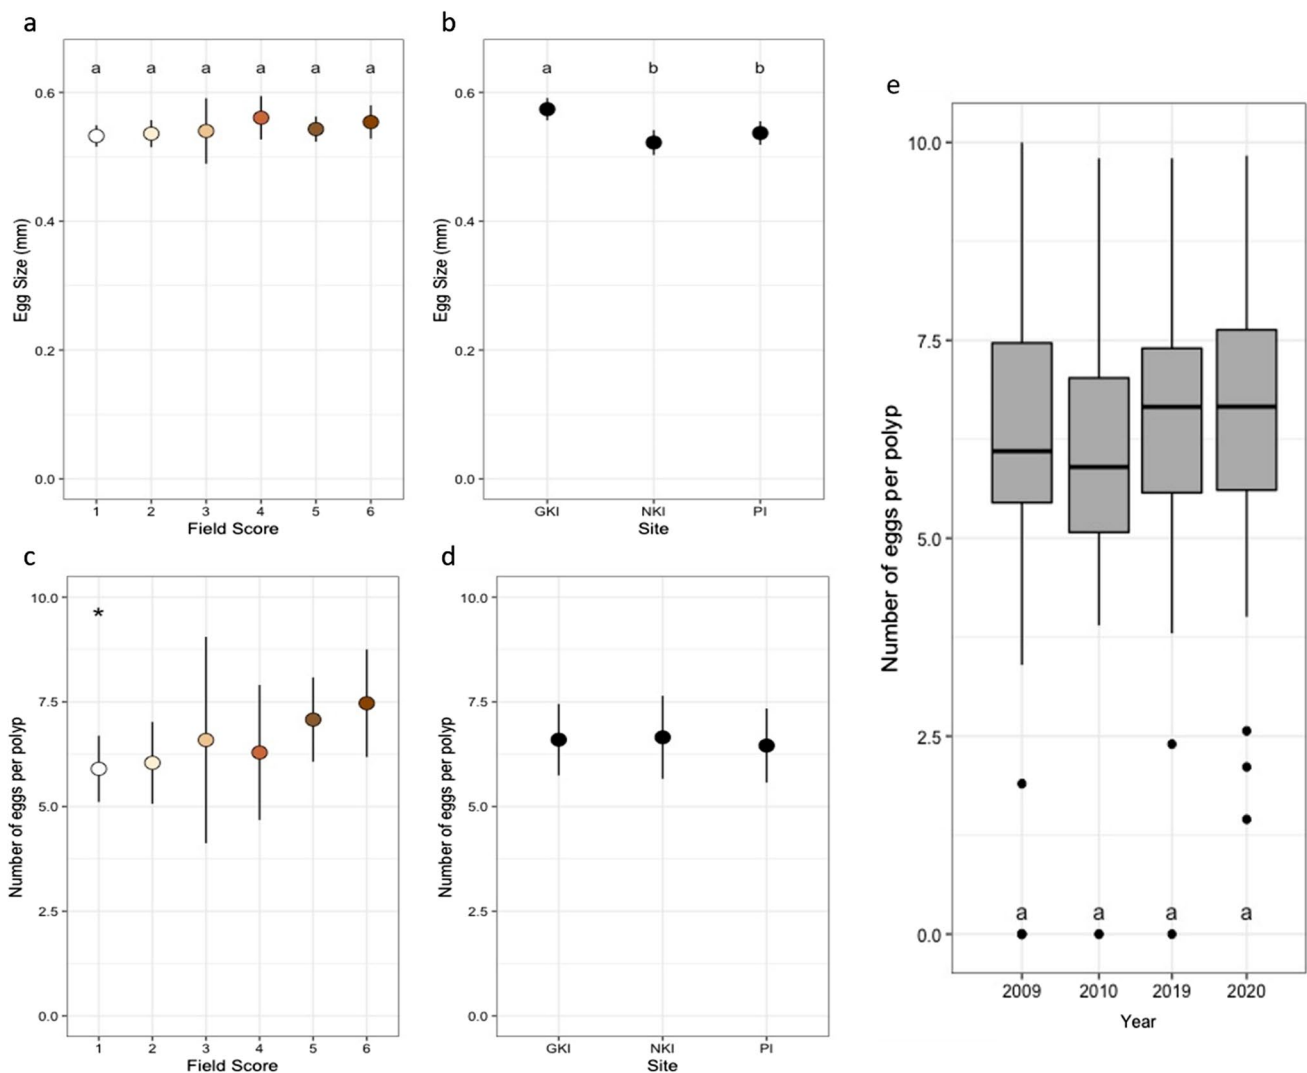 a
a a a a a a
0.6
0.4
0.2
0.0
Egg Size (mm)
1 2 3 4 5 6
Field Score
b
a b b
0.6
0.4
0.2
0.0
Egg Size (mm)
GKI NKI PI
Site
c
*
10.0
7.5
5.0
2.5
0.0
Number of eggs per polyp
1 2 3 4 5 6
Field Score
d
10.0
7.5
5.0
2.5
0.0
Number of eggs per polyp
GKI NKI PI
Site
e
10.0
7.5
5.0
2.5
0.0
Number of eggs per polyp
a a a a
2009 2010 2019 2020
Year